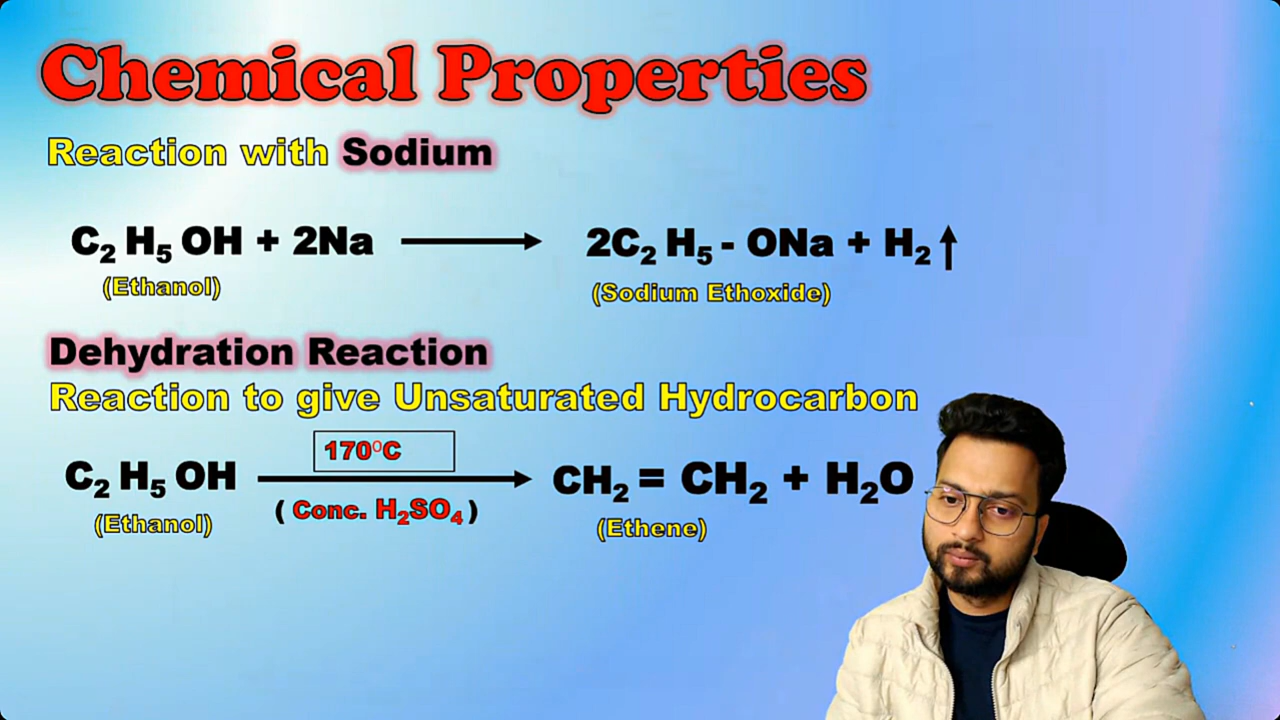 Chemical Properties
Reaction with Sodium
C₂ H₅ OH + 2Na ⟶ 2C₂ H₅ - ONa + H₂ ↑
(Ethanol) (Sodium Ethoxide)
Dehydration Reaction
Reaction to give Unsaturated Hydrocarbon
170⁰C
C₂ H₅ OH ⟶ CH₂ = CH₂ + H₂O
( Conc. H₂SO₄ )
(Ethanol) (Ethene)